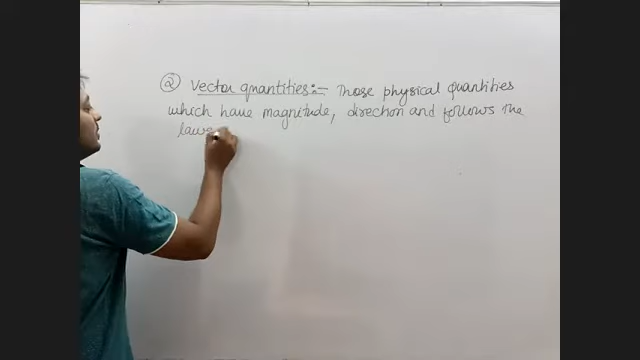 ② Vector quantities:- Those physical quantities
which have magnitude, direction and follows the
laws